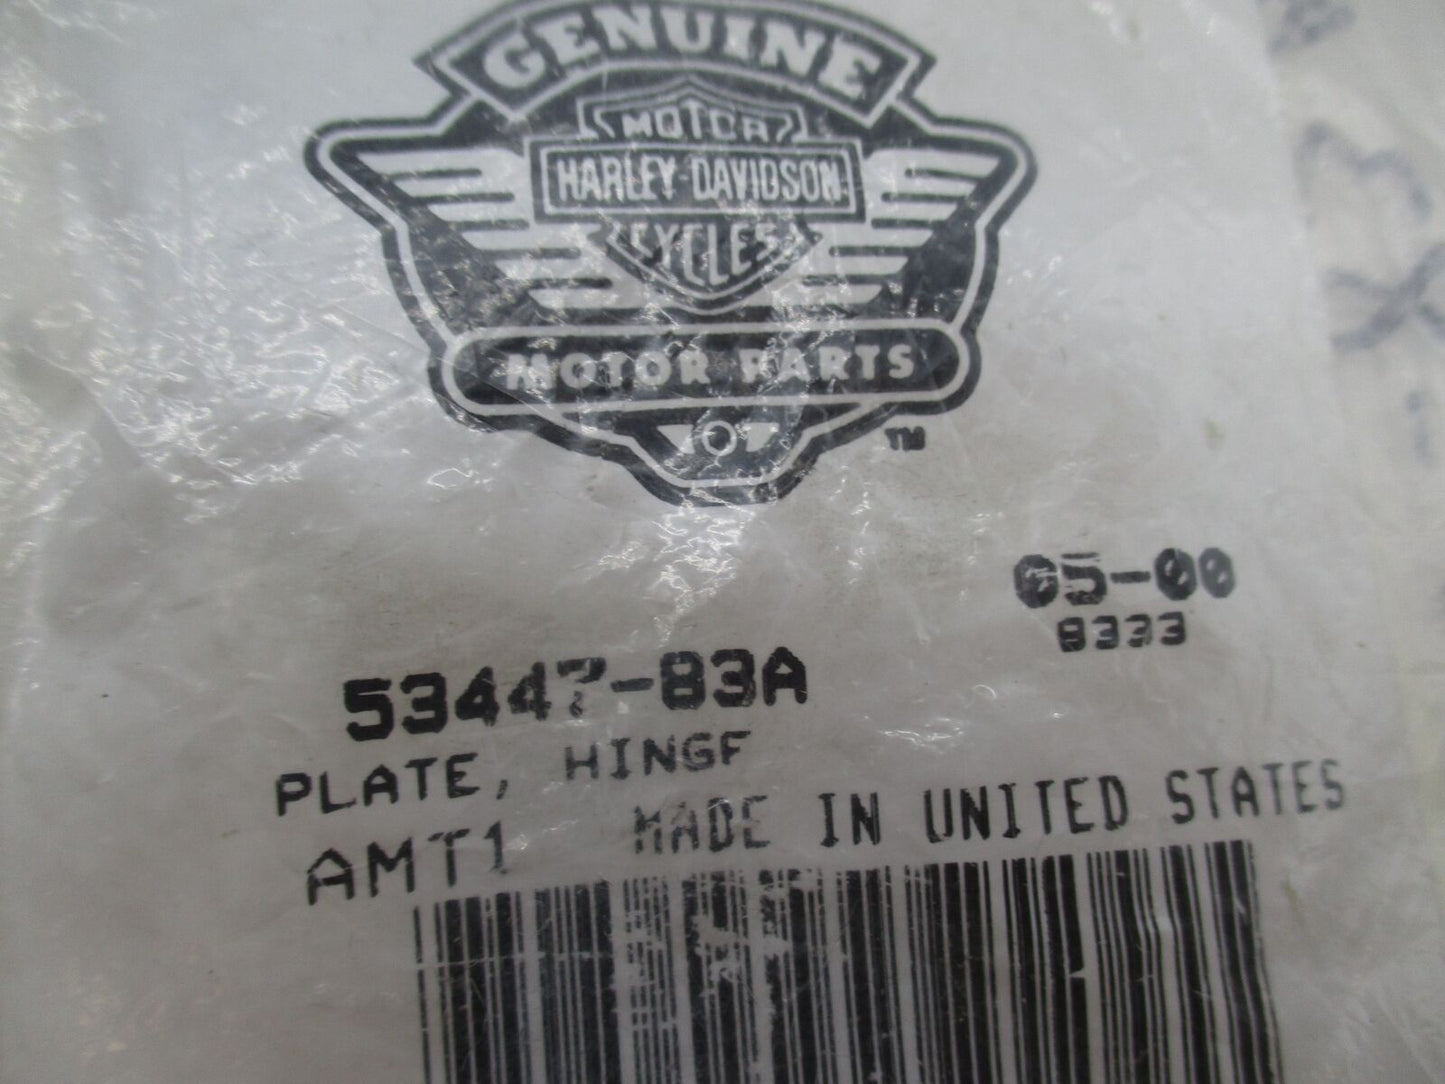 GENUINE
MOTOR
HARLEY-DAVIDSON
CYCLES
MOTOR PARTS
TM
05-00
8333
53447-83A
PLATE, HINGE
AMT1 MADE IN UNITED STATES